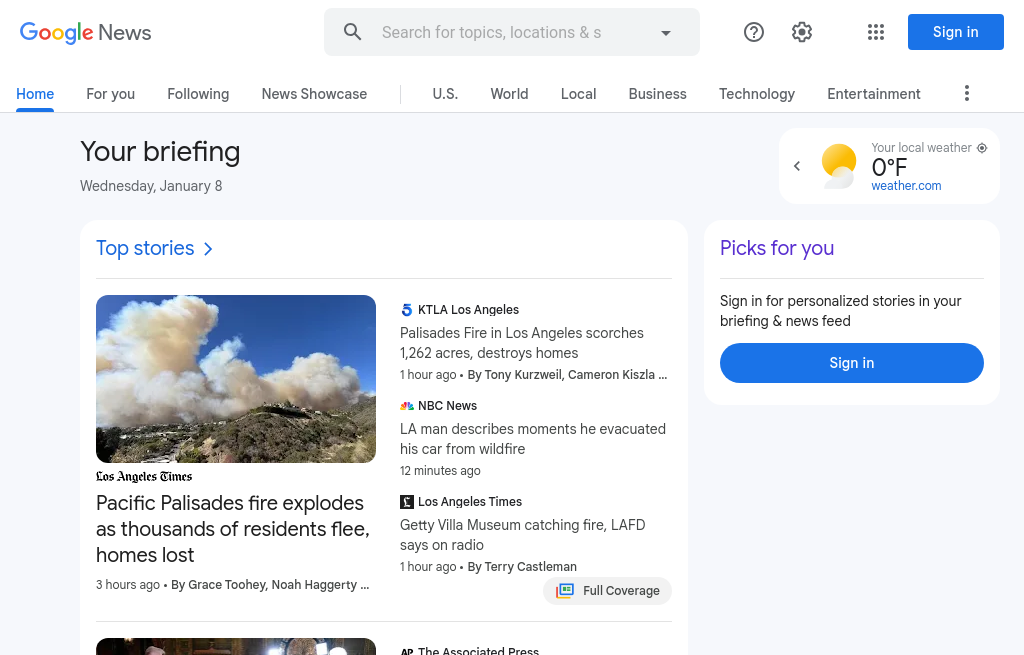 Google News
Search for topics, locations & s
Sign in
Home
For you
Following
News Showcase
U.S.
World
Local
Business
Technology
Entertainment
Your briefing
Wednesday, January 8
Your local weather
0°F
weather.com
Top stories
Los Angeles Times
Pacific Palisades fire explodes
as thousands of residents flee,
homes lost
3 hours ago • By Grace Toohey, Noah Haggerty ...
5 KTLA Los Angeles
Palisades Fire in Los Angeles scorches
1,262 acres, destroys homes
1 hour ago • By Tony Kurzweil, Cameron Kiszla ...
NBC News
LA man describes moments he evacuated
his car from wildfire
12 minutes ago
Los Angeles Times
Getty Villa Museum catching fire, LAFD
says on radio
1 hour ago • By Terry Castleman
Full Coverage
AP The Associated Press
Picks for you
Sign in for personalized stories in your
briefing & news feed
Sign in